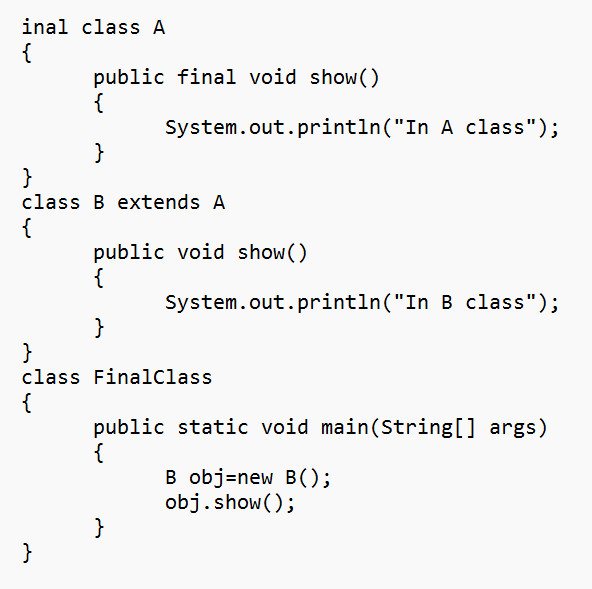 inal class A
{
public final void show()
{
System.out.println("In A class");
}
}
class B extends A
{
public void show()
{
System.out.println("In B class");
}
}
class FinalClass
{
public static void main(String[] args)
{
B obj=new B();
obj.show();
}
}